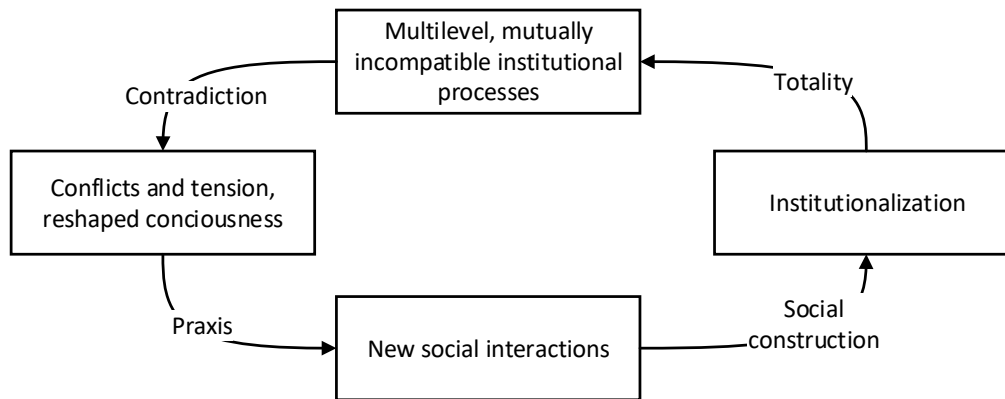 Multilevel, mutually
incompatible institutional
processes
Contradiction
Totality
Conflicts and tension,
reshaped conciousness
Institutionalization
Praxis
New social interactions
Social
construction